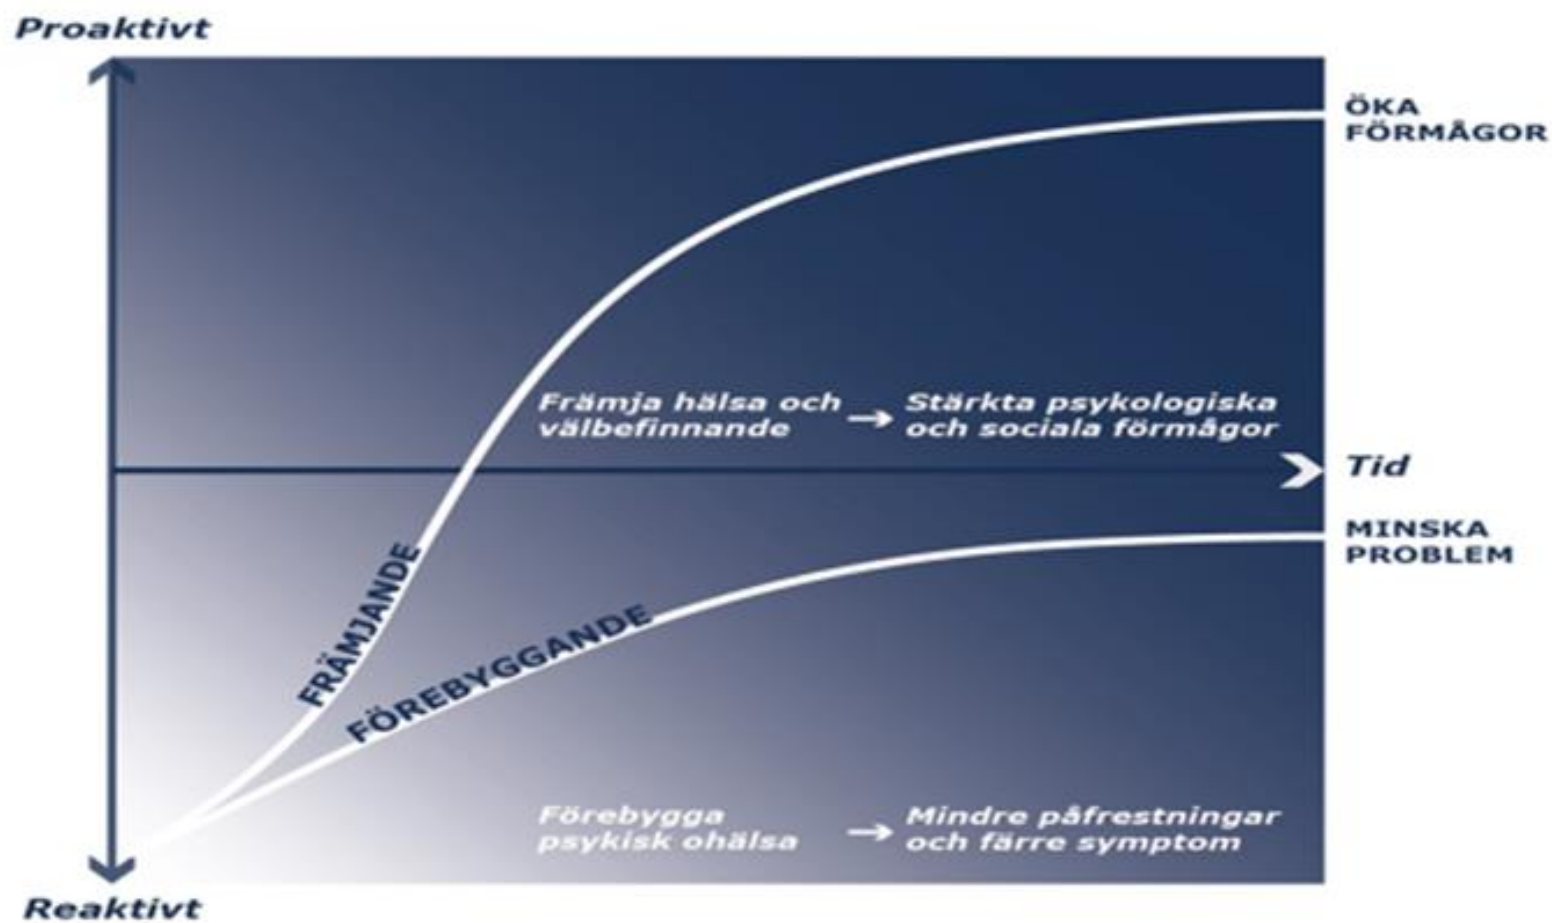 Proaktivt
ÖKA
FÖRMÅGOR
Främja hälsa och
välbefinnande
→ Stärkta psykologiska
och sociala förmågor
Tid
MINSKA
PROBLEM
FRÄMJANDE
FÖREBYGGANDE
Förebygga
psykisk ohälsa
→ Mindre påfrestningar
och färre symptom
Reaktivt